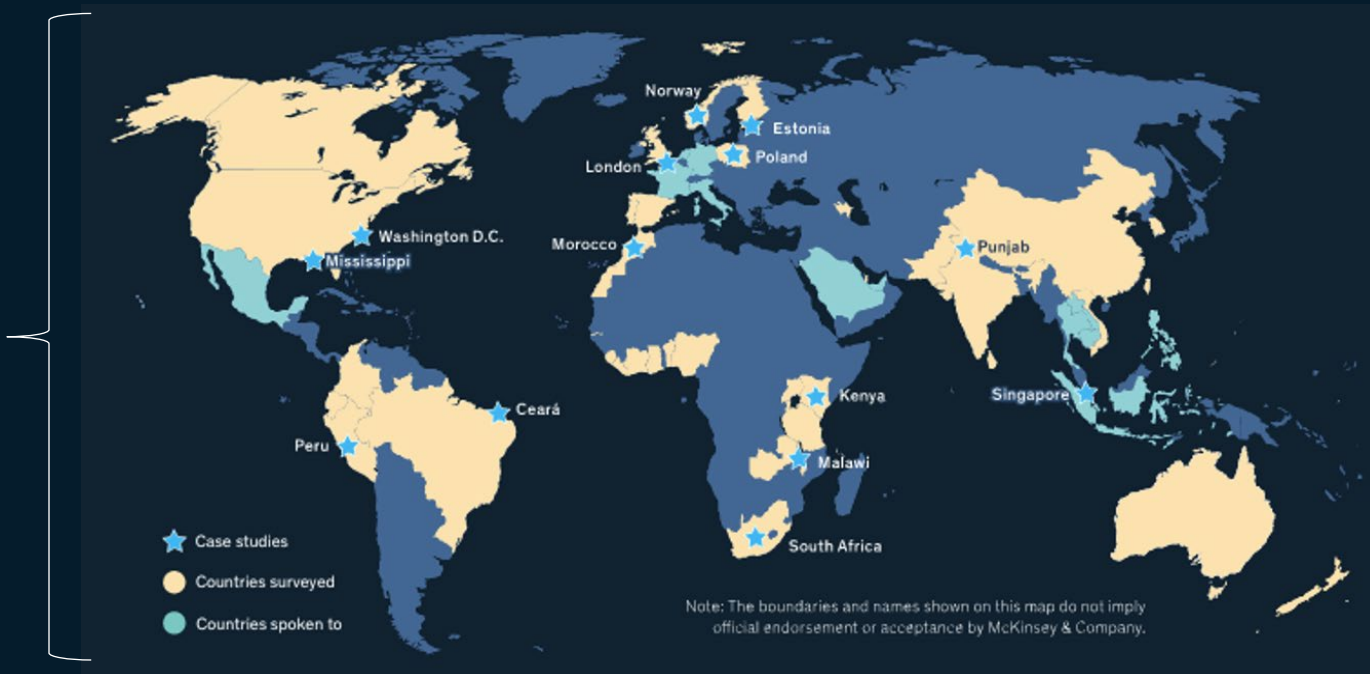 Norway
Estonia
Poland
London
Washington D.C.
Morocco
Punjab
Mississippi
Singapore
Kenya
Ceará
Peru
Malawi
Case studies
South Africa
Countries surveyed
Countries spoken to
Note: The boundaries and names shown on this map do not imply
official endorsement or acceptance by McKinsey & Company.